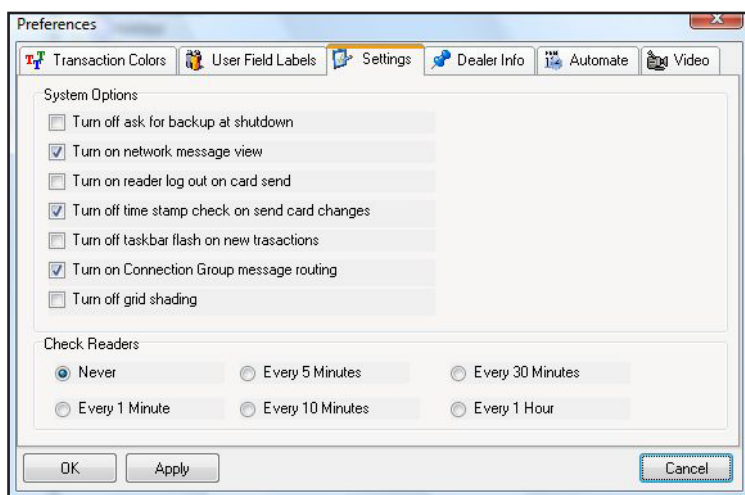 Preferences
Transaction Colors User Field Labels Settings Dealer Info Automate Video
System Options
Turn off ask for backup at shutdown
Turn on network message view
Turn on reader log out on card send
Turn off time stamp check on send card changes
Turn off taskbar flash on new trasactions
Turn on Connection Group message routing
Turn off grid shading
Check Readers
Never Every 5 Minutes Every 30 Minutes
Every 1 Minute Every 10 Minutes Every 1 Hour
OK Apply Cancel